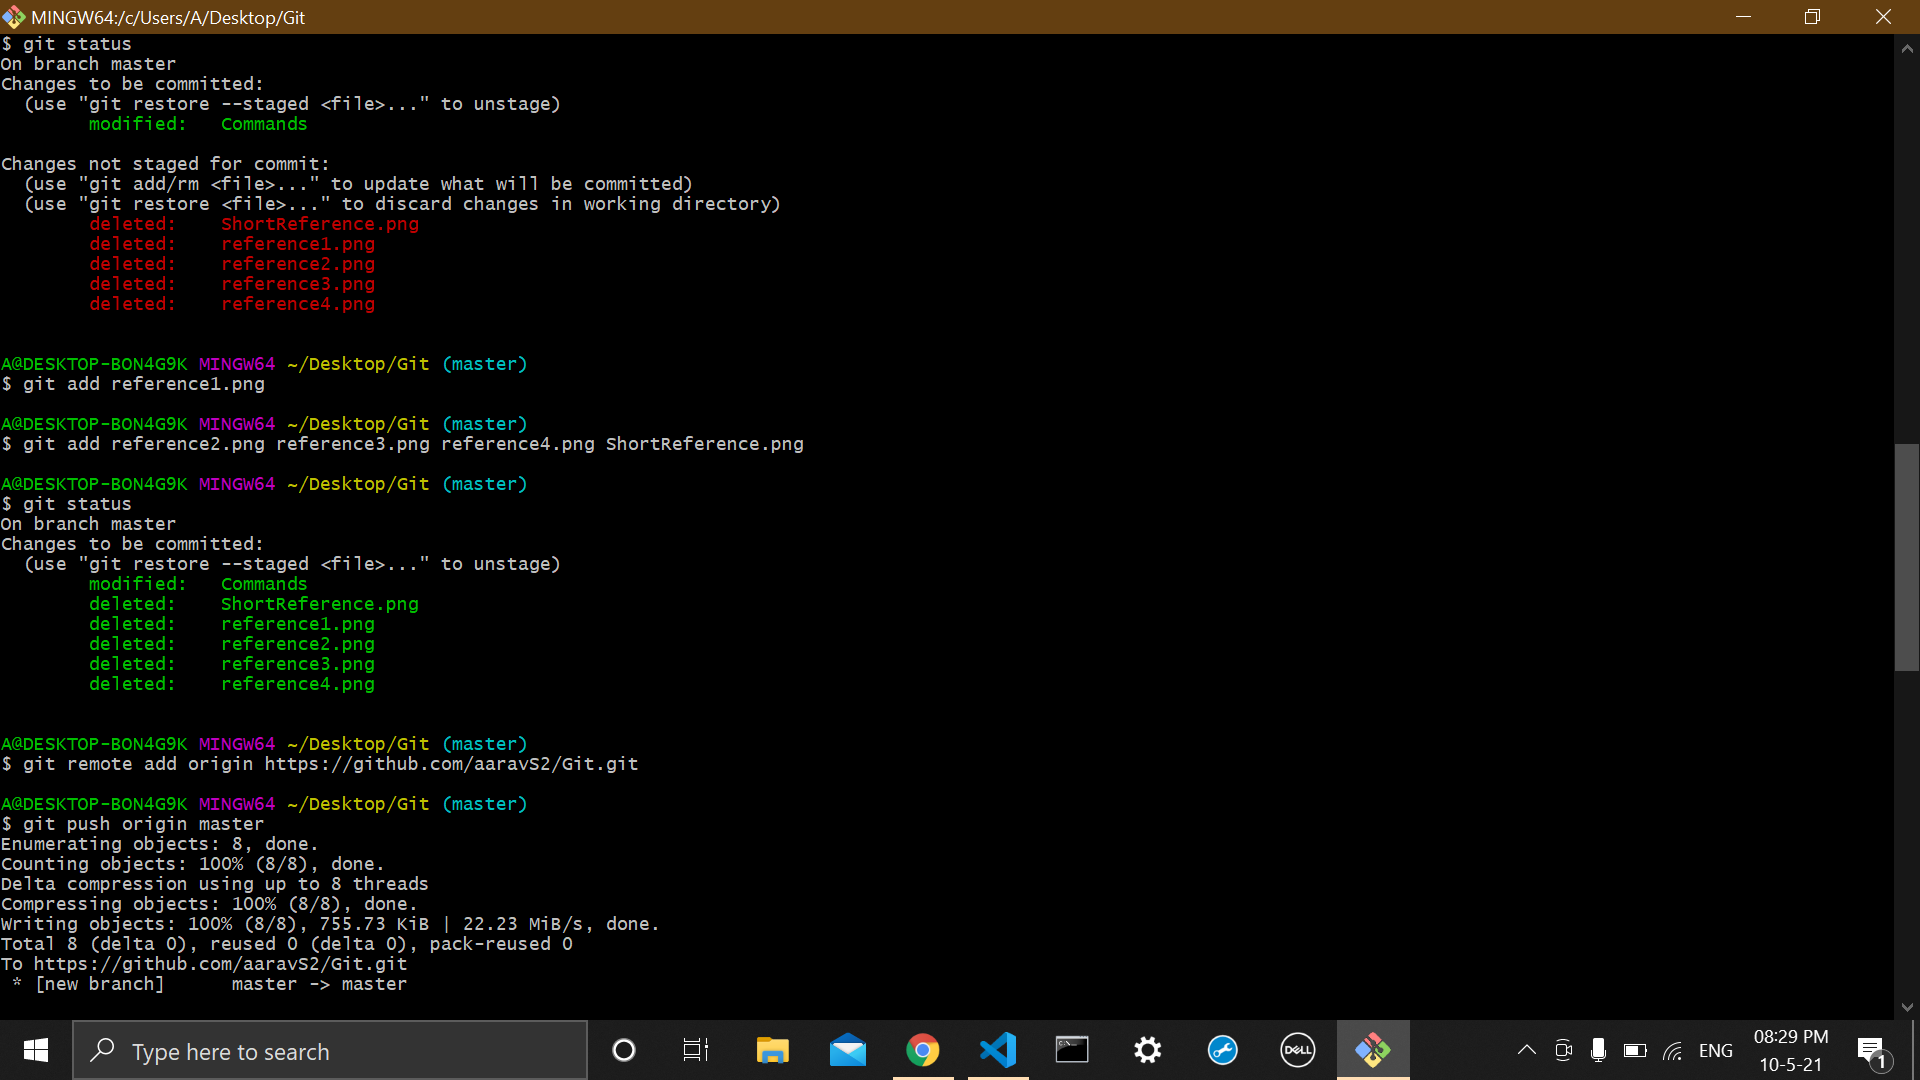 MINGW64:/c/Users/A/Desktop/Git
$ git status
On branch master
Changes to be committed:
  (use "git restore --staged <file>..." to unstage)
        modified:   Commands

Changes not staged for commit:
  (use "git add/rm <file>..." to update what will be committed)
  (use "git restore <file>..." to discard changes in working directory)
        deleted:    ShortReference.png
        deleted:    reference1.png
        deleted:    reference2.png
        deleted:    reference3.png
        deleted:    reference4.png

A@DESKTOP-BON4G9K MINGW64 ~/Desktop/Git (master)
$ git add reference1.png

A@DESKTOP-BON4G9K MINGW64 ~/Desktop/Git (master)
$ git add reference2.png reference3.png reference4.png ShortReference.png

A@DESKTOP-BON4G9K MINGW64 ~/Desktop/Git (master)
$ git status
On branch master
Changes to be committed:
  (use "git restore --staged <file>..." to unstage)
        modified:   Commands
        deleted:    ShortReference.png
        deleted:    reference1.png
        deleted:    reference2.png
        deleted:    reference3.png
        deleted:    reference4.png

A@DESKTOP-BON4G9K MINGW64 ~/Desktop/Git (master)
$ git remote add origin https://github.com/aaravS2/Git.git

A@DESKTOP-BON4G9K MINGW64 ~/Desktop/Git (master)
$ git push origin master
Enumerating objects: 8, done.
Counting objects: 100% (8/8), done.
Delta compression using up to 8 threads
Compressing objects: 100% (8/8), done.
Writing objects: 100% (8/8), 755.73 KiB | 22.23 MiB/s, done.
Total 8 (delta 0), reused 0 (delta 0), pack-reused 0
To https://github.com/aaravS2/Git.git
 * [new branch]      master -> master
Type here to search
DELL
ENG
08:29 PM
10-5-21
1